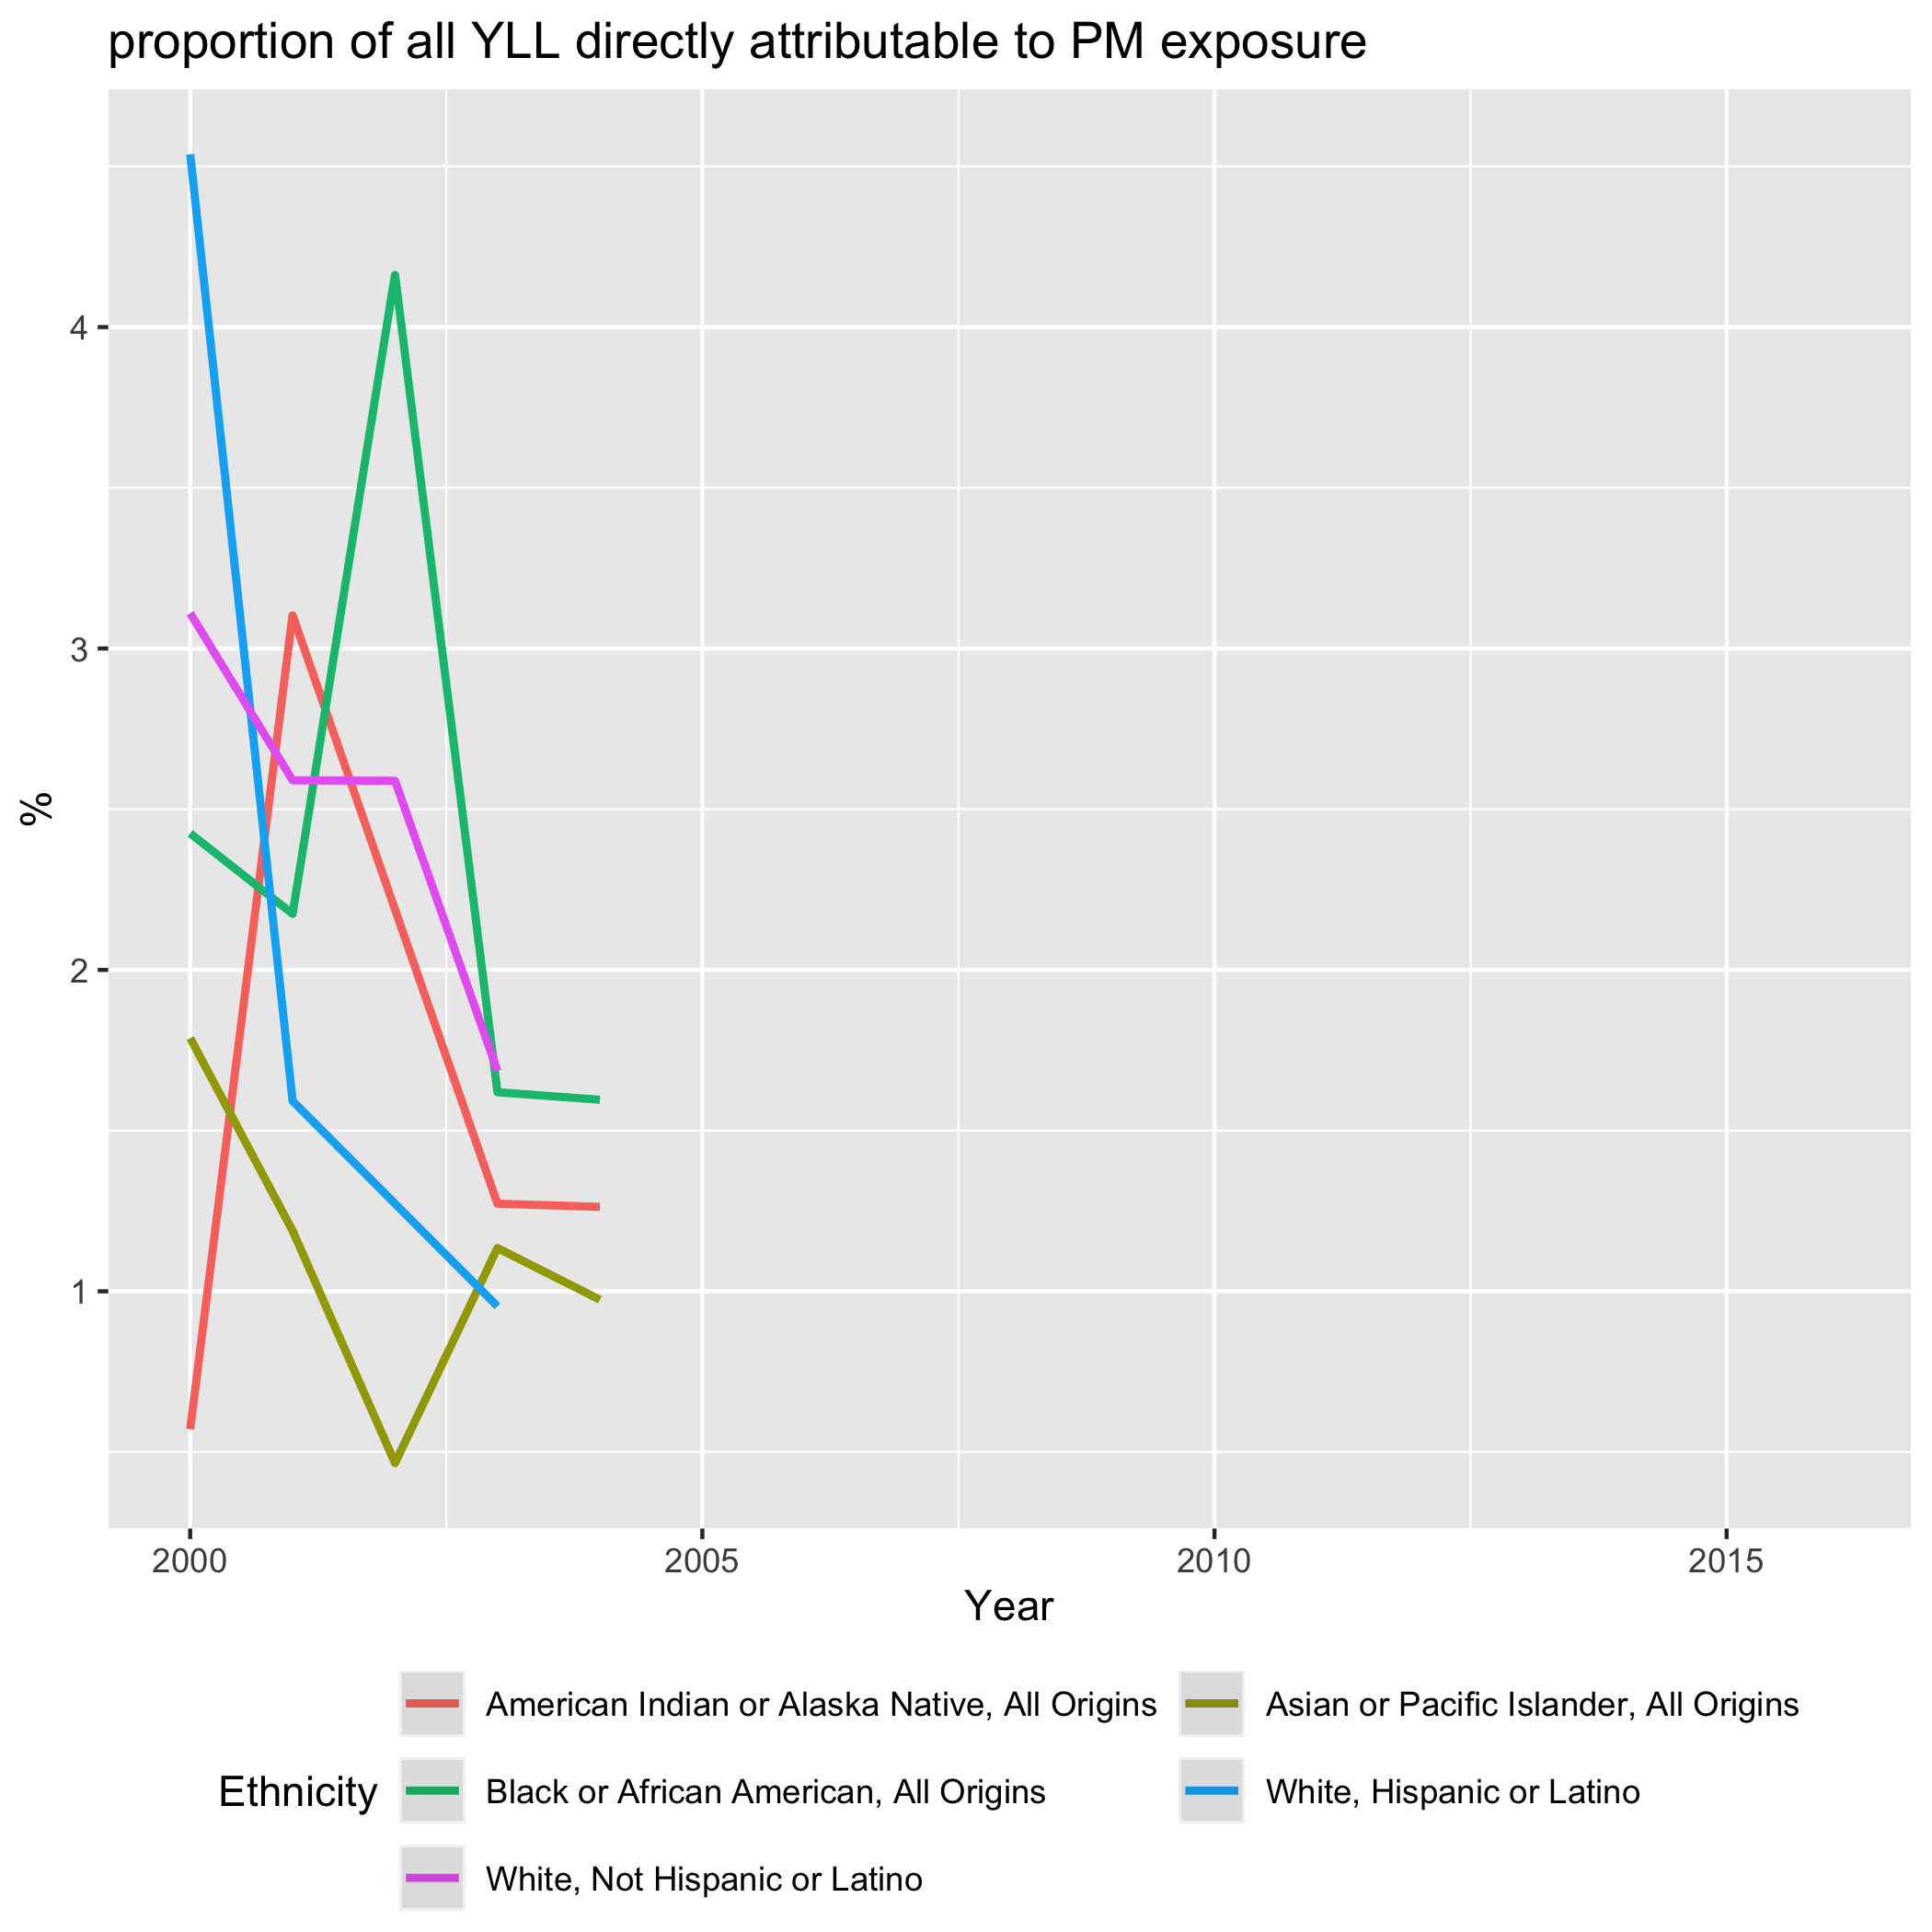 proportion of all YLL directly attributable to PM exposure
%
4
3
2
1
2000 2005 2010 2015
Year
Ethnicity
American Indian or Alaska Native, All Origins
Asian or Pacific Islander, All Origins
Black or African American, All Origins
White, Hispanic or Latino
White, Not Hispanic or Latino